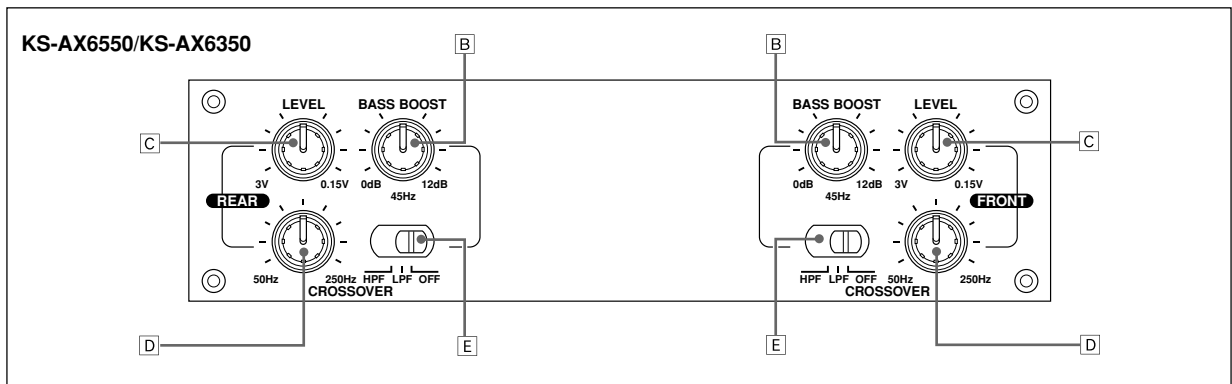 KS-AX6550/KS-AX6350
B B
LEVEL BASS BOOST BASS BOOST LEVEL
C C
3V 0.15V 0dB 12dB 0dB 12dB 3V 0.15V
45Hz 45Hz
REAR FRONT
50Hz 250Hz HPF LPF OFF HPF LPF OFF 50Hz 250Hz
CROSSOVER CROSSOVER
D E E D